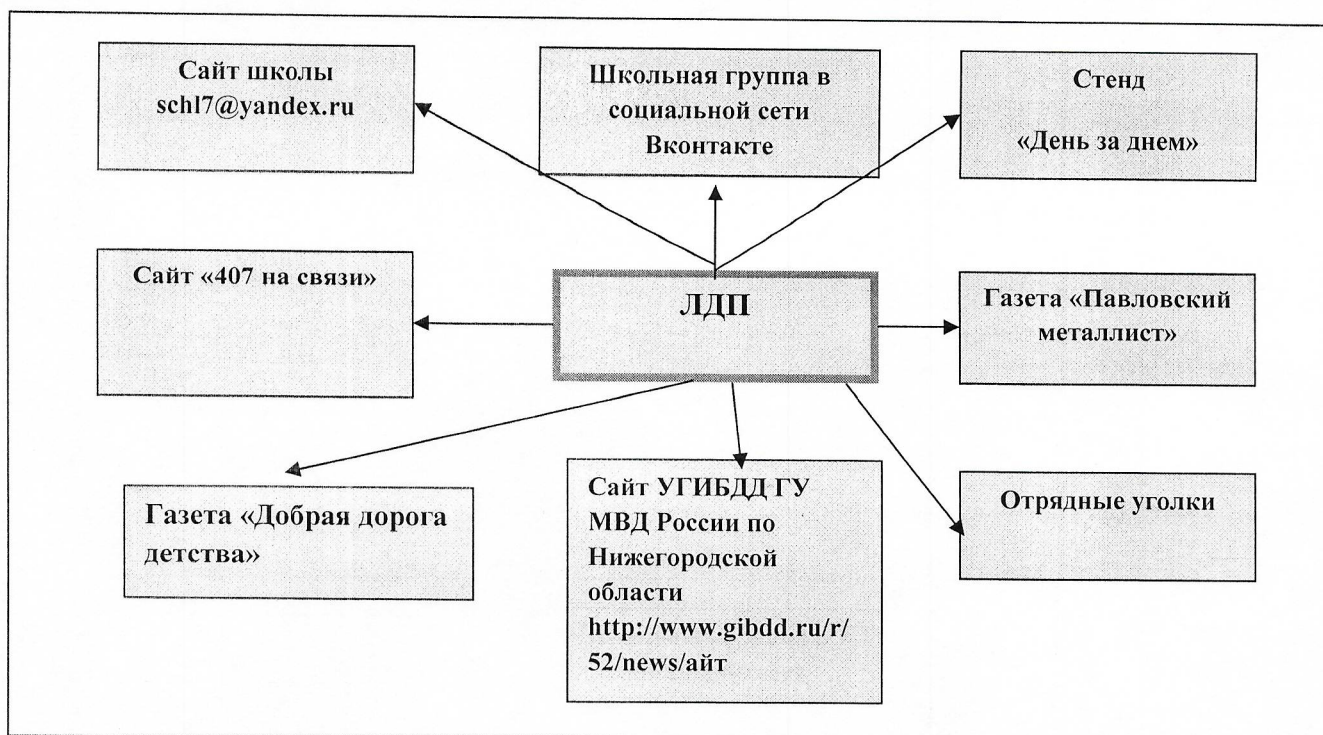 Сайт школы
schl7@yandex.ru
Школьная группа в
социальной сети
Вконтакте
Стенд
«День за днем»
Сайт «407 на связи»
ЛДП
Газета «Павловский
металлист»
Газета «Добрая дорога
детства»
Сайт УГИБДД ГУ
МВД России по
Нижегородской
области
http://www.gibdd.ru/r/
52/news/айт
Отрядные уголки